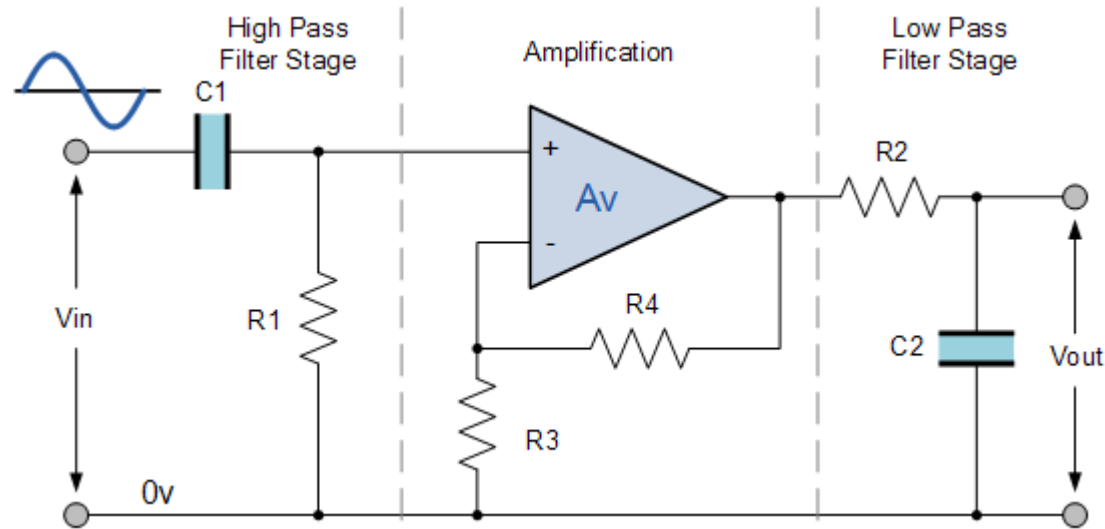 High Pass
Filter Stage
Amplification
Low Pass
Filter Stage
C1
+
Av
-
R2
Vin
R1
R4
C2
Vout
R3
0v